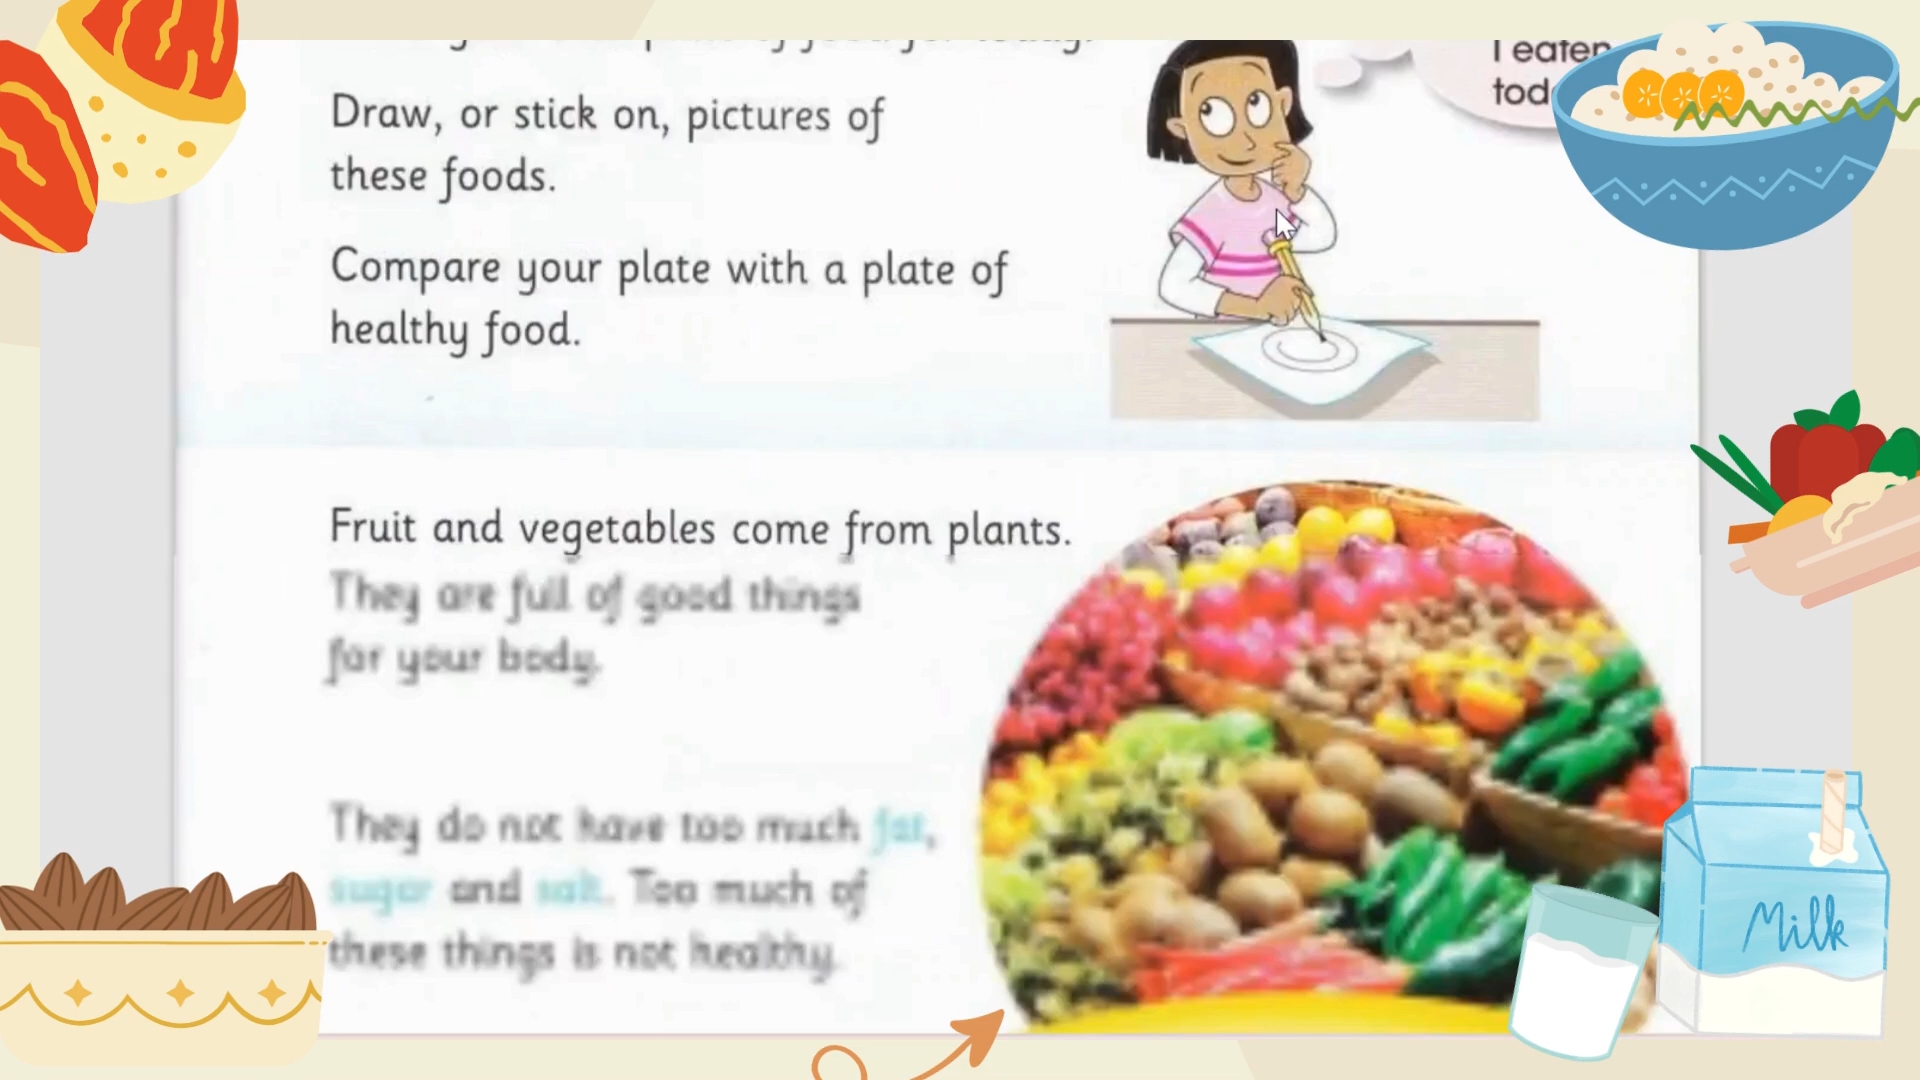 I eaten
tod
Draw, or stick on, pictures of
these foods.
Compare your plate with a plate of
healthy food.
Fruit and vegetables come from plants.
They are full of good things
for your body.
They do not have too much fat,
sugar and salt. Too much of
these things is not healthy.
Milk